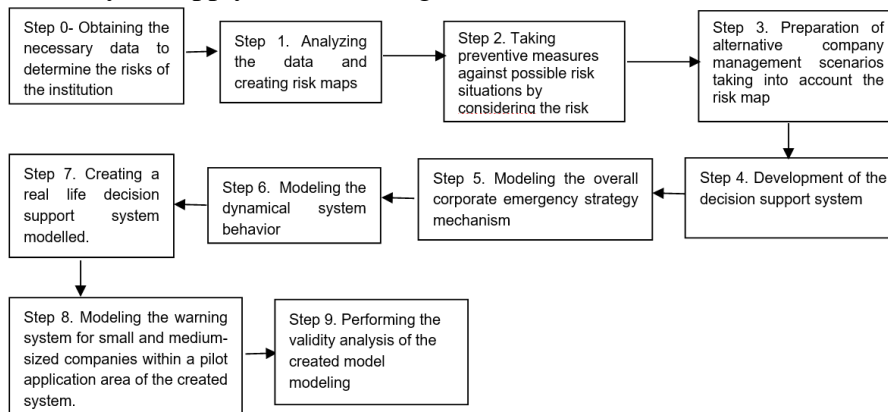 Step 0- Obtaining the
necessary data to
determine the risks of
the institution
Step 1. Analyzing
the data and
creating risk maps
Step 2. Taking
preventive measures
against possible risk
situations by
considering the risk
Step 3. Preparation of
alternative company
management scenarios
taking into account the
risk map
Step 4. Development of the
decision support system
Step 5. Modeling the overall
corporate emergency strategy
mechanism
Step 6. Modeling the
dynamical system
behavior
Step 7. Creating a
real life decision
support system
modelled.
Step 8. Modeling the warning
system for small and medium-
sized companies within a pilot
application area of the created
system.
Step 9. Performing the
validity analysis of the
created model
modeling